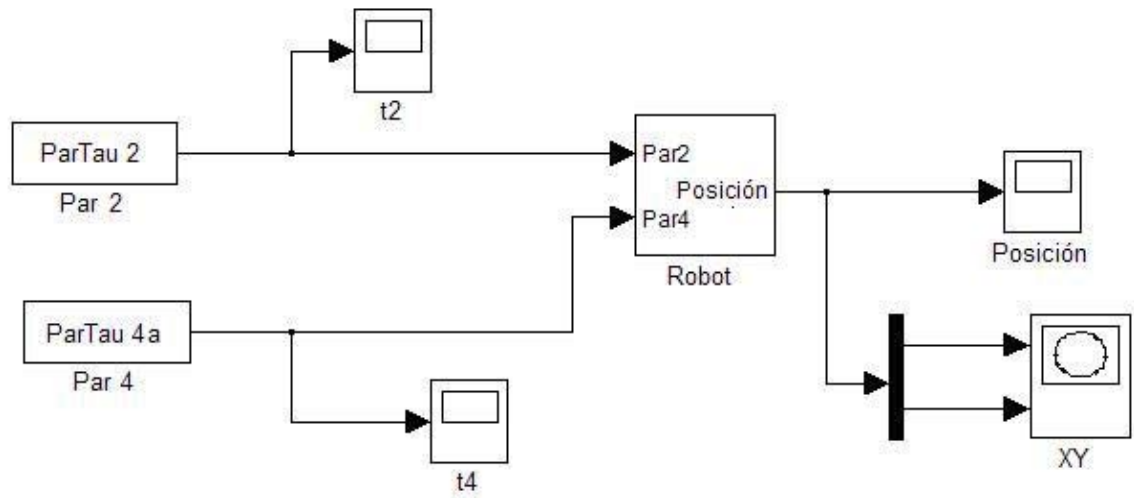 t2
ParTau 2
Par 2
Par2
Posición
Par4
Robot
Posición
ParTau 4a
Par 4
t4
XY